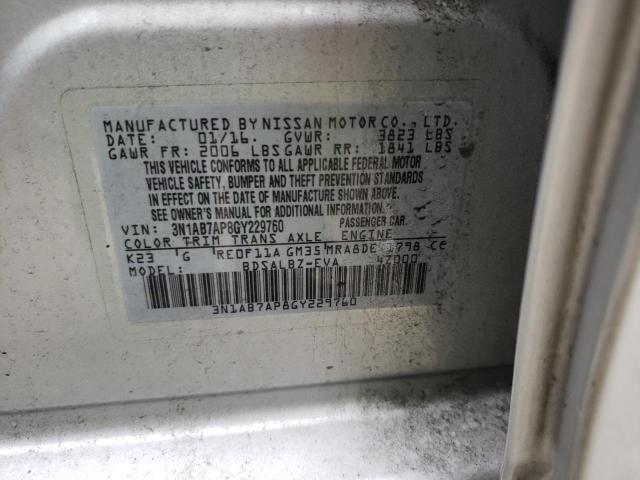 MANUFACTURED BY NISSAN MOTOR CO., LTD.
DATE: 01/16. GVWR: 3823 LBS
GAWR FR: 2006 LBS GAWR RR: 1841 LBS
THIS VEHICLE CONFORMS TO ALL APPLICABLE FEDERAL MOTOR
VEHICLE SAFETY, BUMPER AND THEFT PREVENTION STANDARDS
IN EFFECT ON THE DATE OF MANUFACTURE SHOWN ABOVE.
SEE OWNER'S MANUAL FOR ADDITIONAL INFORMATION.
VIN: 3N1AB7AP8GY229760 PASSENGER CAR.
COLOR TRIM TRANS AXLE ENGINE
K23 G RE0F11A GM35 MRA8DE 1798 CC
MODEL: BDSALBZ-EVA 47000
3N1AB7AP8GY229760